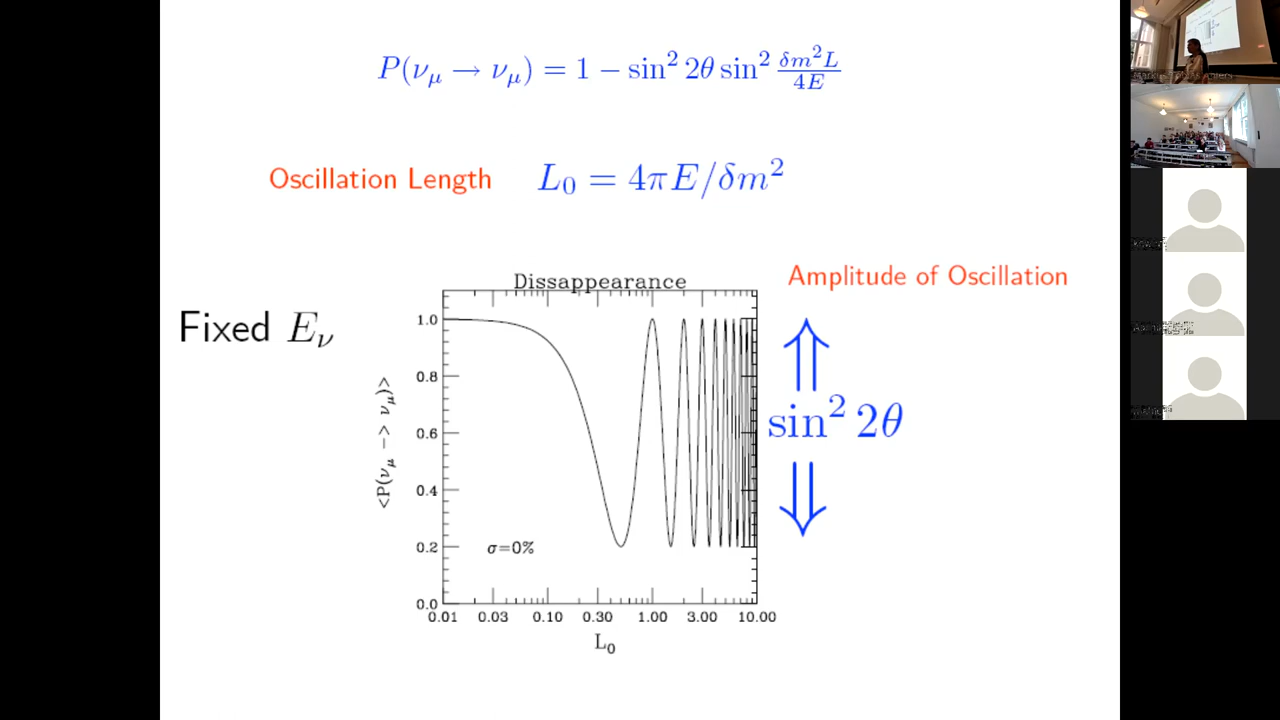 P(ν_μ → ν_μ) = 1 − sin² 2θ sin² δm²L/4E
Oscillation Length L₀ = 4πE/δm²
Dissappearance
Amplitude of Oscillation
Fixed E_ν
<P(ν_μ −> ν_μ)>
1.0
0.8
0.6
0.4
0.2
0.0
σ=0%
sin² 2θ
0.01 0.03 0.10 0.30 1.00 3.00 10.00
L₀